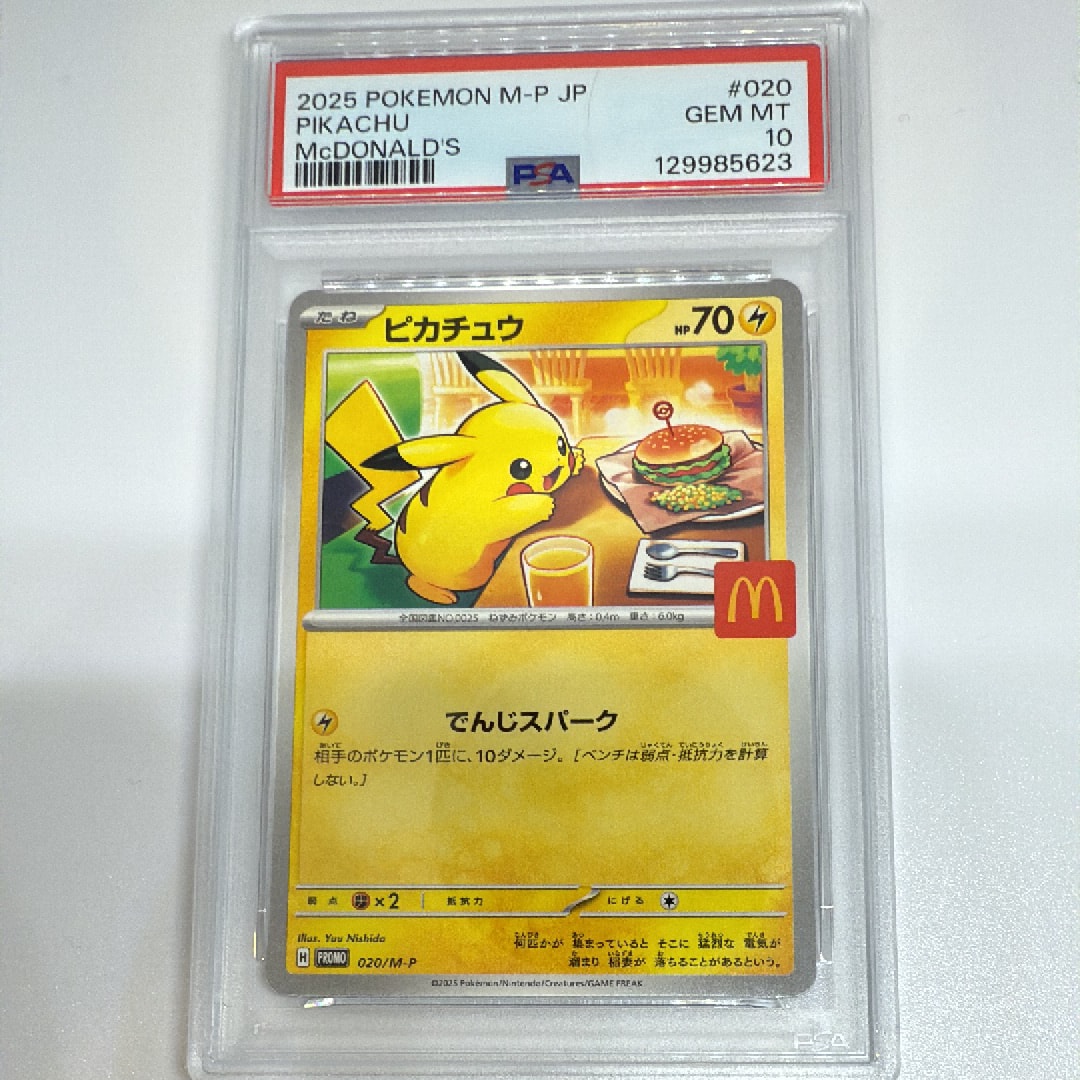 2025 POKEMON M-P JP
#020
PIKACHU
GEM MT
McDONALD'S
10
PSA
129985623
たね
ピカチュウ
HP 70
全国図鑑NO.0025 ねずみポケモン 高さ:0.4m 重さ:6.0kg
でんじスパーク
相手のポケモン1匹に、10ダメージ。[ベンチは弱点・抵抗力を計算
しない。]
弱点 ×2 抵抗力 にげる
Illus. Yuu Nishida
何匹かが 集まっていると そこに 猛烈な 電気が
溜まり 稲妻が 落ちることがあるという。
H PROMO 020/M-P
©2025 Pokémon/Nintendo/Creatures/GAME FREAK
PSA